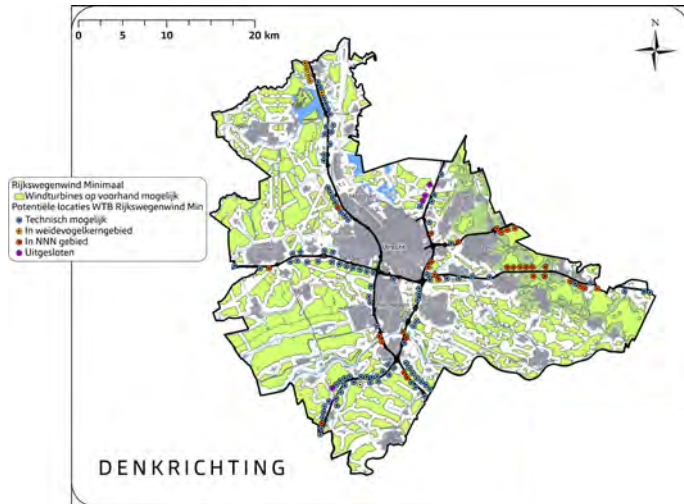 0 5 10 20 km
N
Rijkswegenwind Minimaal
Windturbines op voorhand mogelijk
Potentiële locaties WTB Rijkswegenwind Min
Technisch mogelijk
In weidevogelkerngebied
In NNN gebied
Uitgesloten
Utrecht
DENKRICHTING